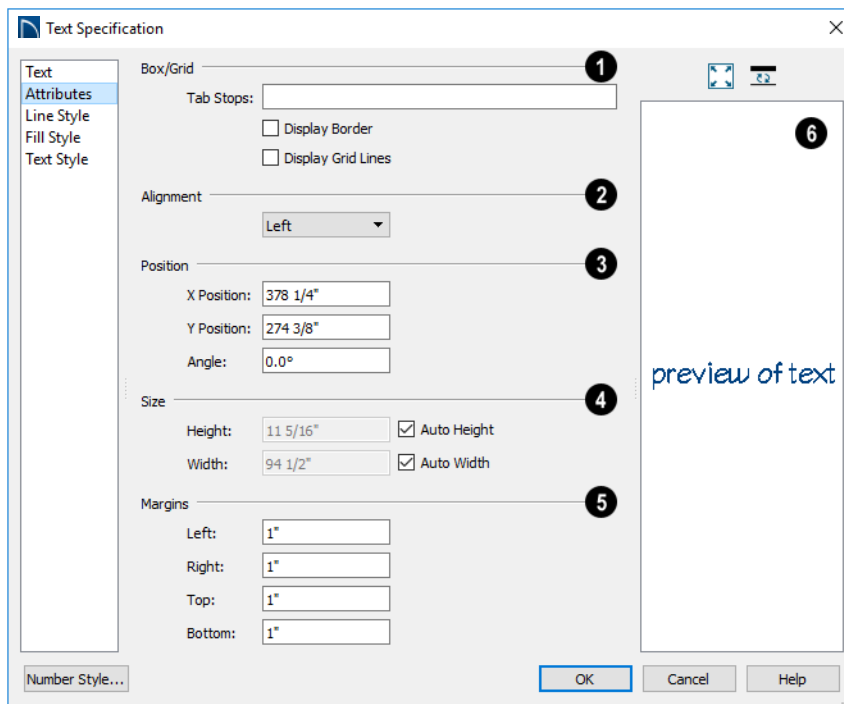 Text Specification
Text
Attributes
Line Style
Fill Style
Text Style
Box/Grid 1
Tab Stops:
Display Border
Display Grid Lines
Alignment 2
Left
Position 3
X Position: 378 1/4"
Y Position: 274 3/8"
Angle: 0.0°
Size 4
Height: 11 5/16" Auto Height
Width: 94 1/2" Auto Width
Margins 5
Left: 1"
Right: 1"
Top: 1"
Bottom: 1"
6
preview of text
Number Style... OK Cancel Help